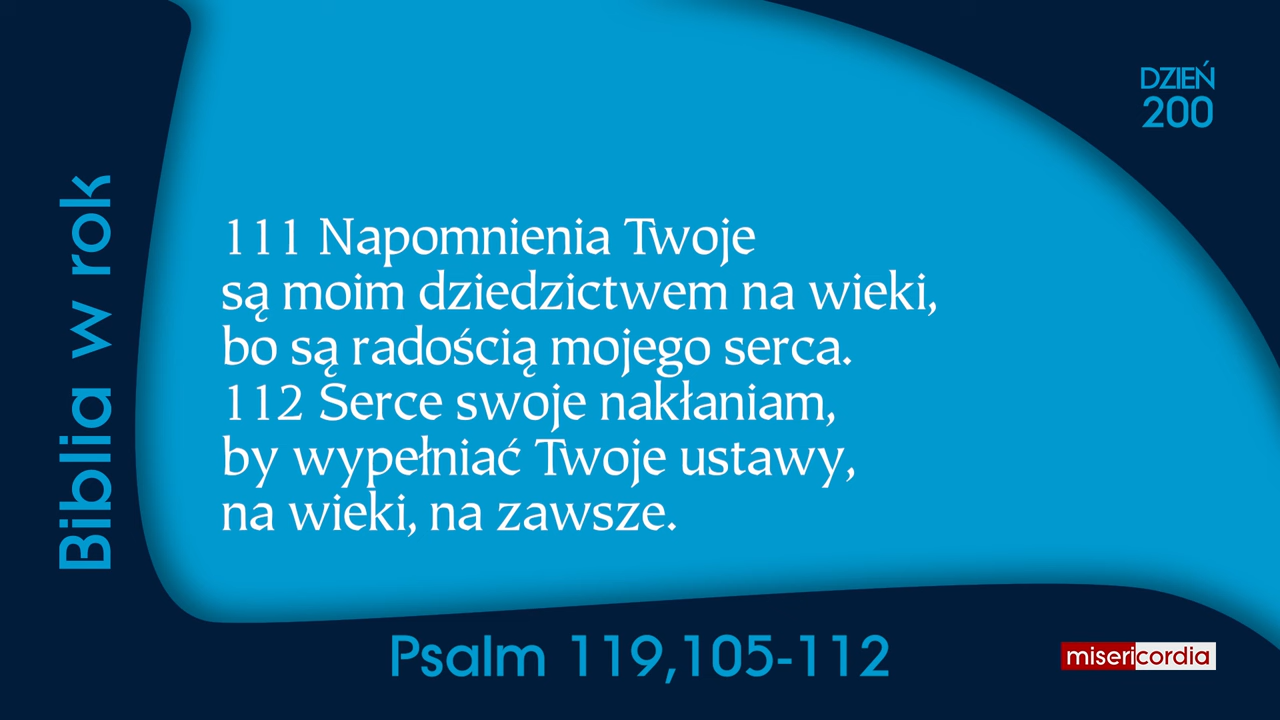 DZIEŃ
200
Biblia w rok
111 Napomnienia Twoje
są moim dziedzictwem na wieki,
bo są radością mojego serca.
112 Serce swoje nakłaniam,
by wypełniać Twoje ustawy,
na wieki, na zawsze.
Psalm 119,105-112
misericordia